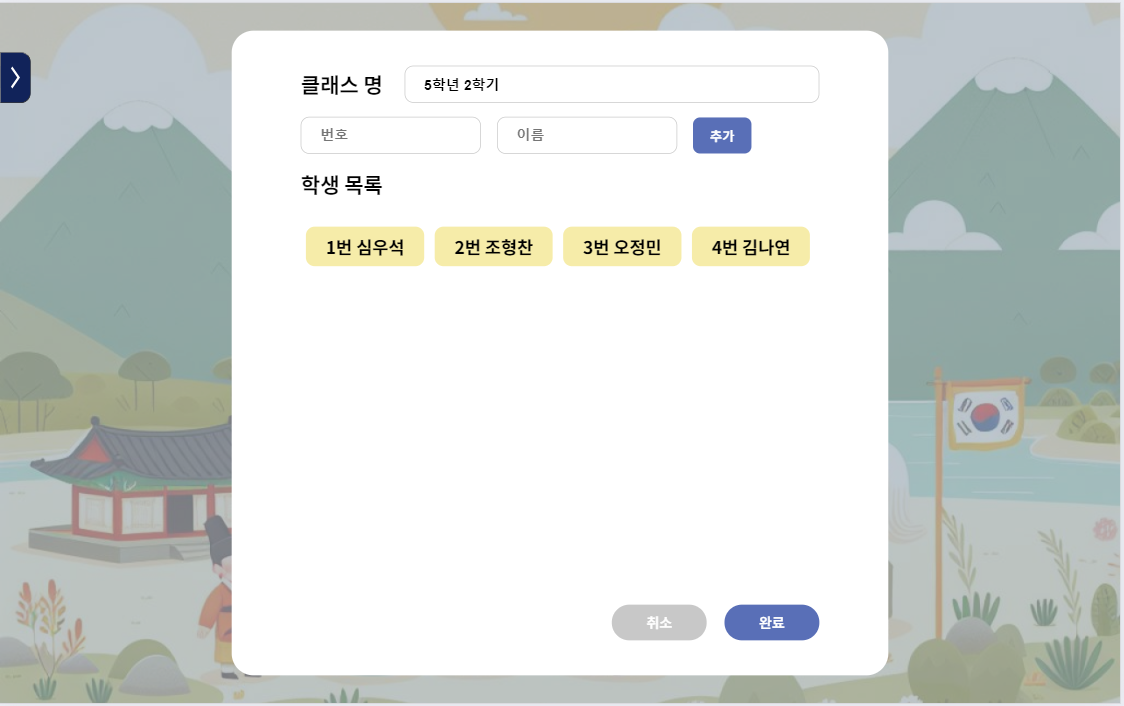 클래스 명 5학년 2학기
번호 이름 추가
학생 목록
1번 심우석 2번 조형찬 3번 오정민 4번 김나연
취소 완료